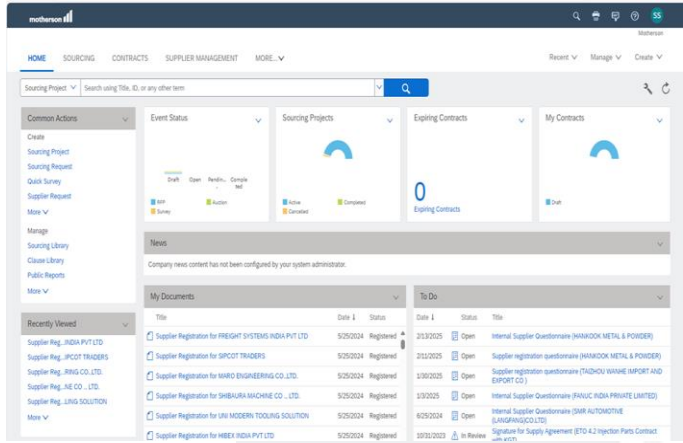 motherson
SS
Motherson
HOME SOURCING CONTRACTS SUPPLIER MANAGEMENT MORE...
Recent Manage Create
Sourcing Project Search using Title, ID, or any other term
Common Actions
Create
Sourcing Project
Sourcing Request
Quick Survey
Supplier Request
More
Manage
Sourcing Library
Clause Library
Public Reports
More
Recently Viewed
Supplier Reg...INDIA PVT LTD
Supplier Reg...IPCOT TRADERS
Supplier Reg...RING CO.,LTD.
Supplier Reg...NE CO ., LTD.
Supplier Reg...LING SOLUTION
More
Event Status
Draft Open Pendin... Comple
ted
RFP Auction
Survey
Sourcing Projects
Active Completed
Cancelled
Expiring Contracts
0
Expiring Contracts
My Contracts
Draft
News
Company news content has not been configured by your system administrator.
My Documents
Title Date ↓ Status
Supplier Registration for FREIGHT SYSTEMS INDIA PVT LTD 5/25/2024 Registered
Supplier Registration for SIPCOT TRADERS 5/25/2024 Registered
Supplier Registration for MARO ENGINEERING CO.,LTD. 5/25/2024 Registered
Supplier Registration for SHIBAURA MACHINE CO ., LTD. 5/25/2024 Registered
Supplier Registration for UNI MODERN TOOLING SOLUTION 5/25/2024 Registered
Supplier Registration for HIBEX INDIA PVT LTD 5/25/2024 Registered
To Do
Date ↓ Status Title
2/13/2025 Open Internal Supplier Questionnaire (HANKOOK METAL & POWDER)
2/11/2025 Open Supplier registration questionnaire (HANKOOK METAL & POWDER)
1/30/2025 Open Supplier registration questionnaire (TAIZHOU WANHE IMPORT AND
EXPORT CO )
1/3/2025 Open Internal Supplier Questionnaire (FANUC INDIA PRIVATE LIMITED)
6/25/2024 Open Internal Supplier Questionnaire (SMR AUTOMOTIVE
(LANGFANG)CO.LTD)
10/31/2023 In Review Signature for Supply Agreement (ETO 4.2 Injection Parts Contract
with KGT)